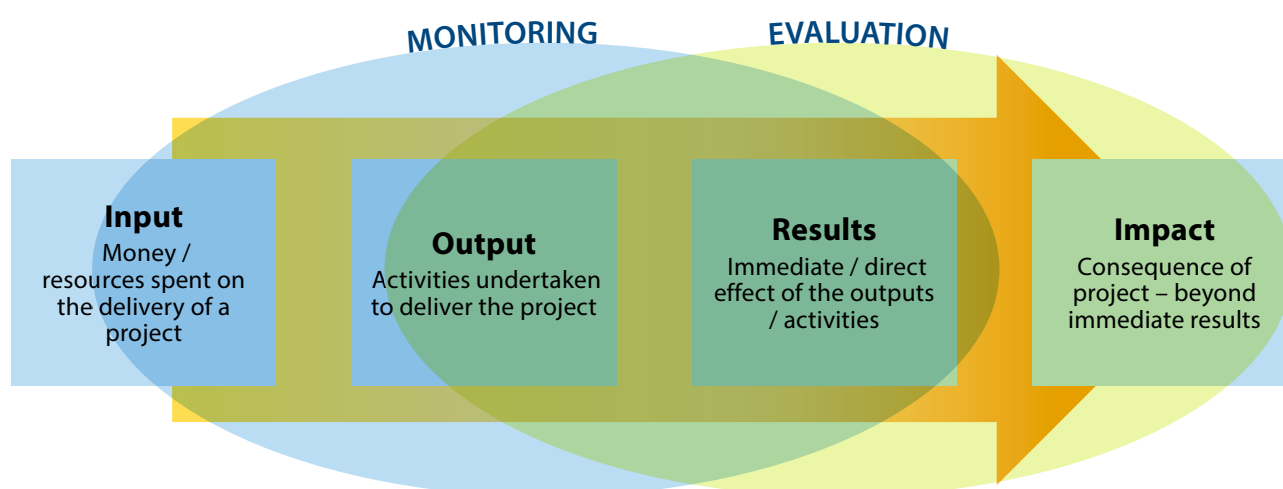 MONITORING
EVALUATION
Input
Money /
resources spent on
the delivery of a
project
Output
Activities undertaken
to deliver the project
Results
Immediate / direct
effect of the outputs
/ activities
Impact
Consequence of
project – beyond
immediate results